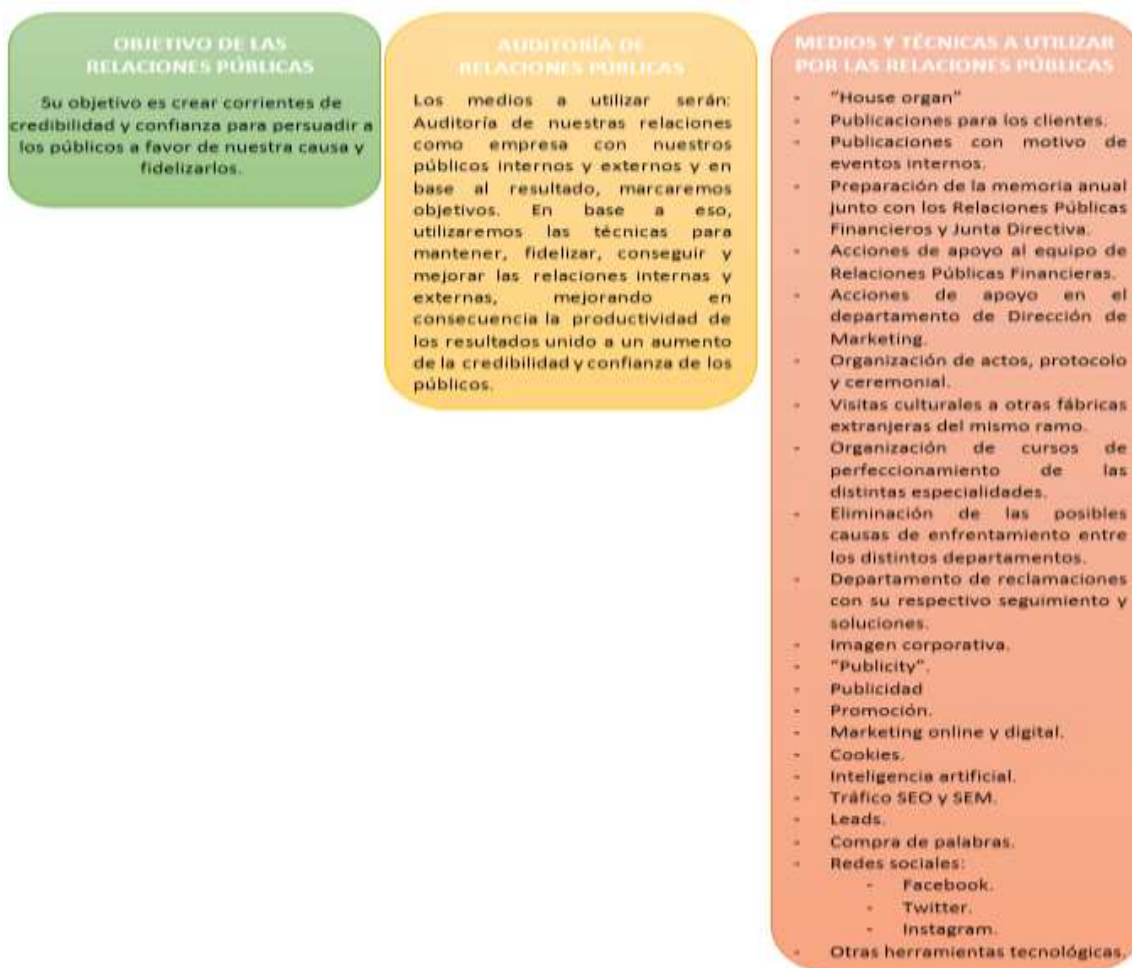 OBJETIVO DE LAS
RELACIONES PÚBLICAS
Su objetivo es crear corrientes de
credibilidad y confianza para persuadir a
los públicos a favor de nuestra causa y
fidelizarlos.
AUDITORÍA DE
RELACIONES PÚBLICAS
Los medios a utilizar serán:
Auditoría de nuestras relaciones
como empresa con nuestros
públicos internos y externos y en
base al resultado, marcaremos
objetivos. En base a eso,
utilizaremos las técnicas para
mantener, fidelizar, conseguir y
mejorar las relaciones internas y
externas, mejorando en
consecuencia la productividad de
los resultados unido a un aumento
de la credibilidad y confianza de los
públicos.
MEDIOS Y TÉCNICAS A UTILIZAR
POR LAS RELACIONES PÚBLICAS
- "House organ"
- Publicaciones para los clientes.
- Publicaciones con motivo de
eventos internos.
- Preparación de la memoria anual
junto con los Relaciones Públicas
Financieros y Junta Directiva.
- Acciones de apoyo al equipo de
Relaciones Públicas Financieras.
- Acciones de apoyo en el
departamento de Dirección de
Marketing.
- Organización de actos, protocolo
y ceremonial.
- Visitas culturales a otras fábricas
extranjeras del mismo ramo.
- Organización de cursos de
perfeccionamiento de las
distintas especialidades.
- Eliminación de las posibles
causas de enfrentamiento entre
los distintos departamentos.
- Departamento de reclamaciones
con su respectivo seguimiento y
soluciones.
- Imagen corporativa.
- "Publicity".
- Publicidad
- Promoción.
- Marketing online y digital.
- Cookies.
- Inteligencia artificial.
- Tráfico SEO y SEM.
- Leads.
- Compra de palabras.
- Redes sociales:
- Facebook.
- Twitter.
- Instagram.
- Otras herramientas tecnológicas.